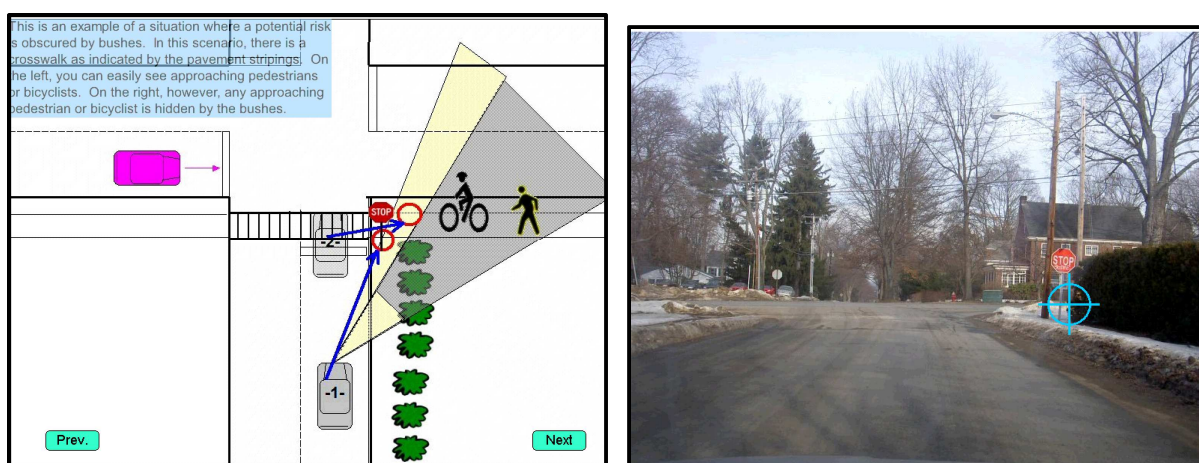 This is an example of a situation where a potential risk
is obscured by bushes. In this scenario, there is a
crosswalk as indicated by the pavement stripings. On
the left, you can easily see approaching pedestrians
or bicyclists. On the right, however, any approaching
pedestrian or bicyclist is hidden by the bushes.
STOP
-2-
-1-
Prev.
Next
STOP